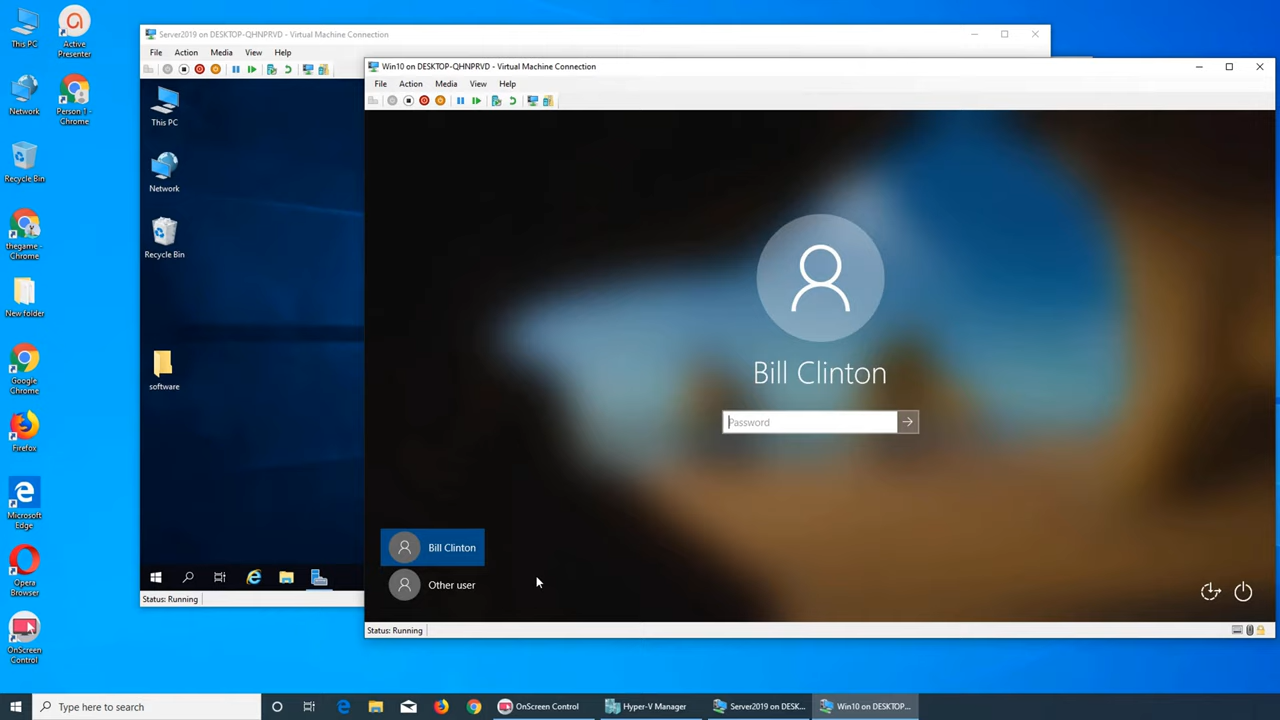 This PC
Active
Presenter
Network
Person 1 -
Chrome
Recycle Bin
thegame -
Chrome
New folder
Google
Chrome
Firefox
Microsoft
Edge
Opera
Browser
OnScreen
Control
Server2019 on DESKTOP-QHNPRVD - Virtual Machine Connection
File Action Media View Help
This PC
Network
Recycle Bin
software
Status: Running
Win10 on DESKTOP-QHNPRVD - Virtual Machine Connection
File Action Media View Help
Bill Clinton
Password
Bill Clinton
Other user
Status: Running
Type here to search
OnScreen Control
Hyper-V Manager
Server2019 on DESK...
Win10 on DESKTOP...